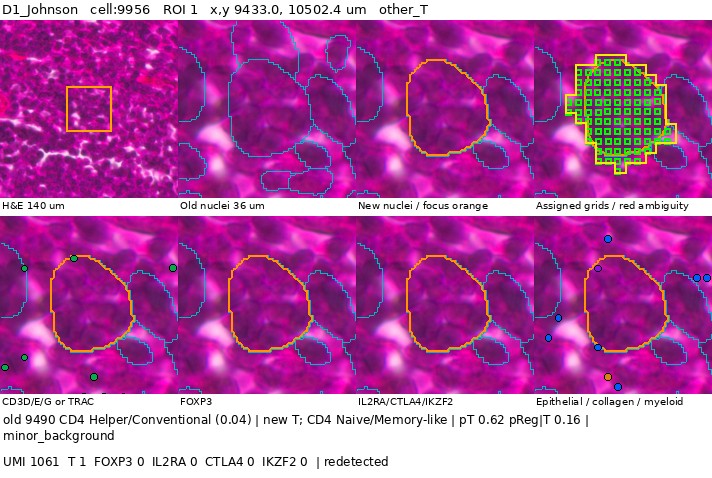 D1_Johnson   cell:9956   ROI 1   x,y 9433.0, 10502.4 um   other_T
H&E 140 um
Old nuclei 36 um
New nuclei / focus orange
Assigned grids / red ambiguity
CD3D/E/G or TRAC
FOXP3
IL2RA/CTLA4/IKZF2
Epithelial / collagen / myeloid
old 9490 CD4 Helper/Conventional (0.04) | new T; CD4 Naive/Memory-like | pT 0.62 pReg|T 0.16 |
minor_background
UMI 1061  T 1  FOXP3 0  IL2RA 0  CTLA4 0  IKZF2 0  | redetected